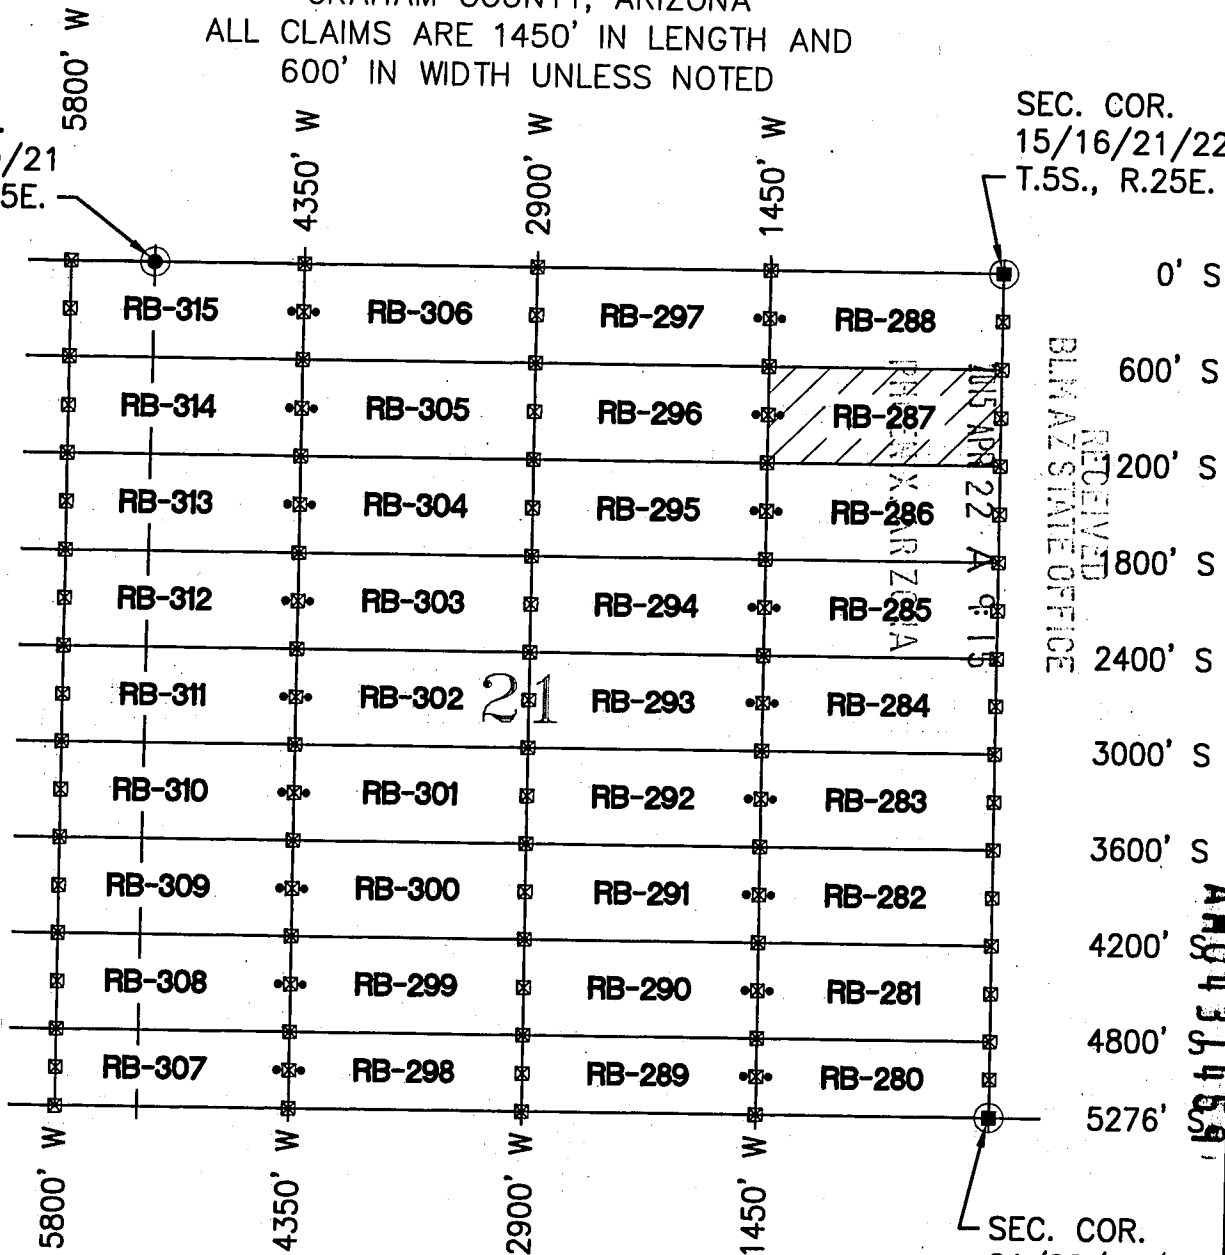 ALL CLAIMS ARE 1450' IN LENGTH AND
600' IN WIDTH UNLESS NOTED
5800' W
4350' W
2900' W
1450' W
/21
5E.
SEC. COR.
15/16/21/22
T.5S., R.25E.
0' S
RB-315 RB-306 RB-297 RB-288
600' S
RB-314 RB-305 RB-296 RB-287
1200' S
RB-313 RB-304 RB-295 RB-286
1800' S
RB-312 RB-303 RB-294 RB-285
2400' S
RB-311 RB-302 21 RB-293 RB-284
3000' S
RB-310 RB-301 RB-292 RB-283
3600' S
RB-309 RB-300 RB-291 RB-282
4200' S
RB-308 RB-299 RB-290 RB-281
4800' S
RB-307 RB-298 RB-289 RB-280
5276' S
RECEIVED
BLM AZ STATE OFFICE
2015 APR 22 A 9:15
5800' W
4350' W
2900' W
1450' W
SEC. COR.